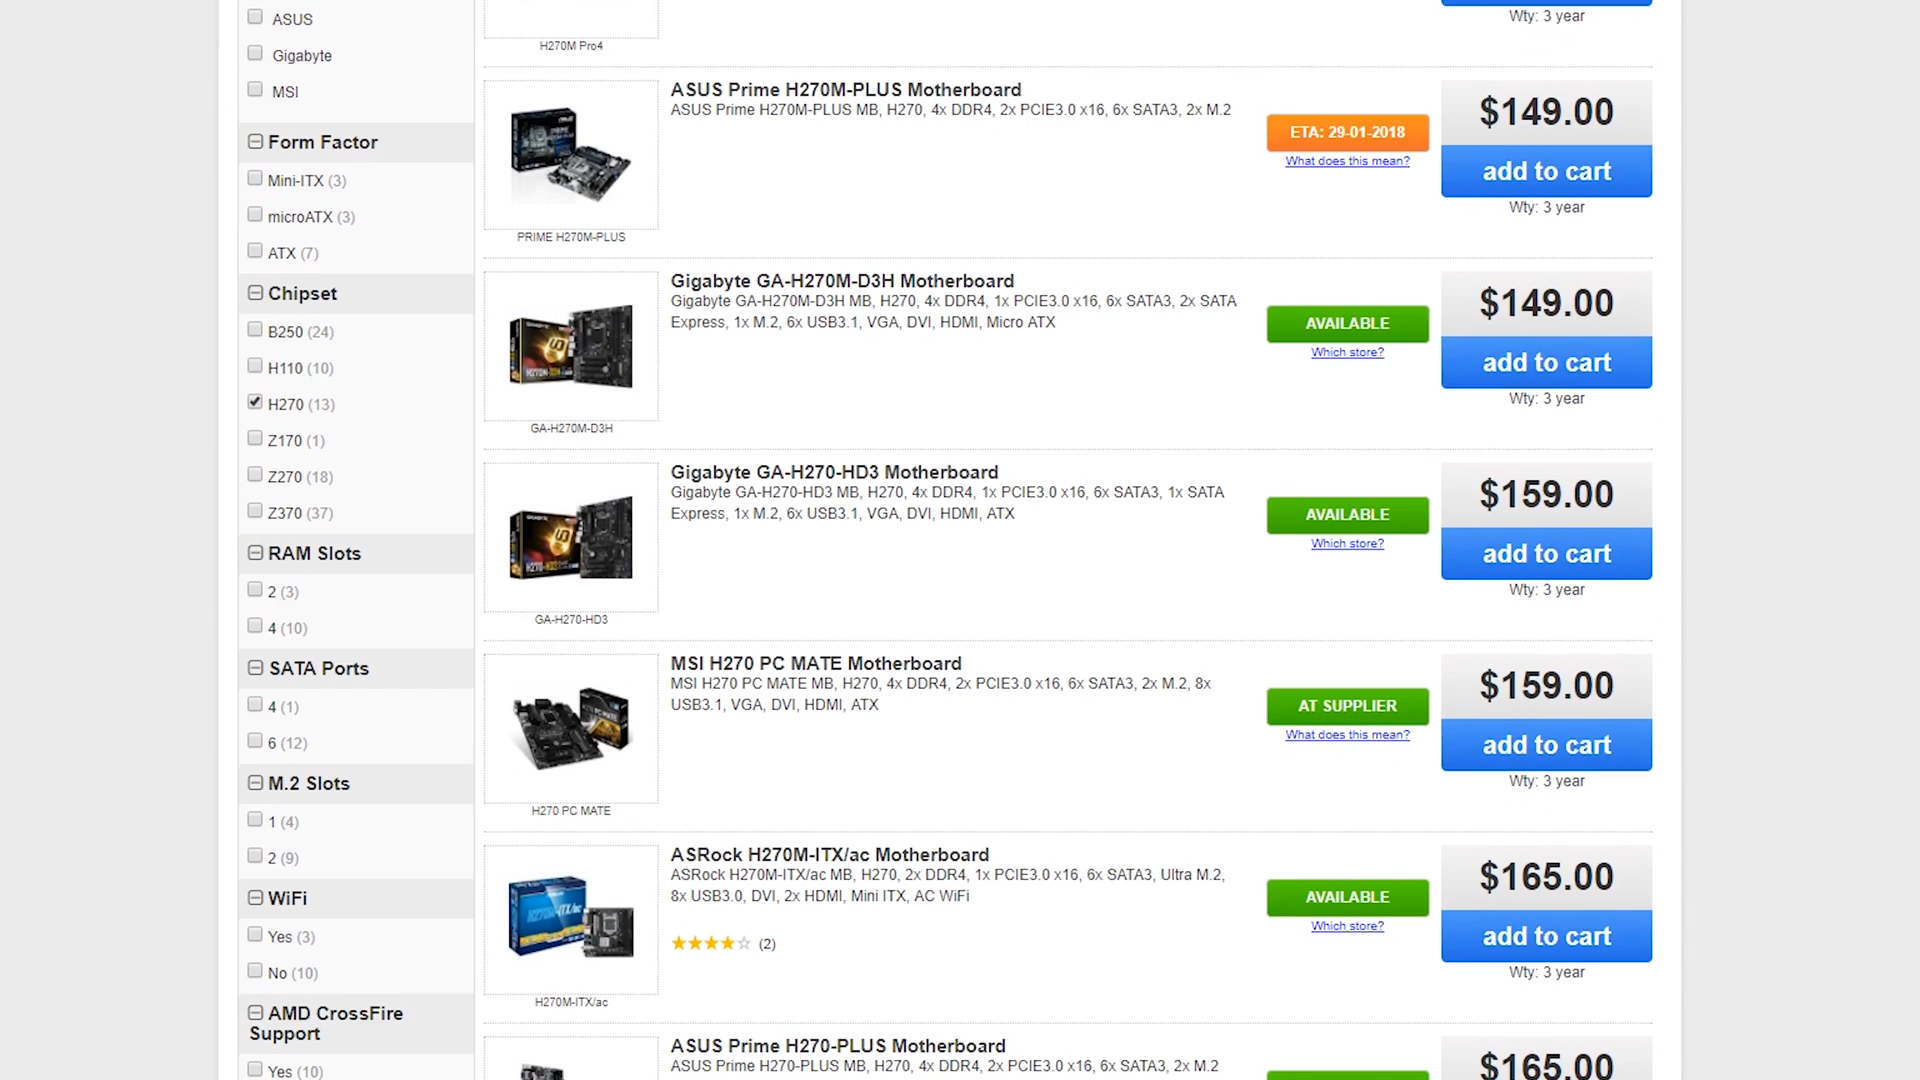 ASUS
Gigabyte
MSI
Form Factor
Mini-ITX (3)
microATX (3)
ATX (7)
Chipset
B250 (24)
H110 (10)
H270 (13)
Z170 (1)
Z270 (18)
Z370 (37)
RAM Slots
2 (3)
4 (10)
SATA Ports
4 (1)
6 (12)
M.2 Slots
1 (4)
2 (9)
WiFi
Yes (3)
No (10)
AMD CrossFire
Support
Yes (10)
H270M Pro4
Wty: 3 year
ASUS Prime H270M-PLUS Motherboard
ASUS Prime H270M-PLUS MB, H270, 4x DDR4, 2x PCIE3.0 x16, 6x SATA3, 2x M.2
PRIME H270M-PLUS
ETA: 29-01-2018
What does this mean?
$149.00
add to cart
Wty: 3 year
Gigabyte GA-H270M-D3H Motherboard
Gigabyte GA-H270M-D3H MB, H270, 4x DDR4, 1x PCIE3.0 x16, 6x SATA3, 2x SATA
Express, 1x M.2, 6x USB3.1, VGA, DVI, HDMI, Micro ATX
GA-H270M-D3H
AVAILABLE
Which store?
$149.00
add to cart
Wty: 3 year
Gigabyte GA-H270-HD3 Motherboard
Gigabyte GA-H270-HD3 MB, H270, 4x DDR4, 1x PCIE3.0 x16, 6x SATA3, 1x SATA
Express, 1x M.2, 6x USB3.1, VGA, DVI, HDMI, ATX
GA-H270-HD3
AVAILABLE
Which store?
$159.00
add to cart
Wty: 3 year
MSI H270 PC MATE Motherboard
MSI H270 PC MATE MB, H270, 4x DDR4, 2x PCIE3.0 x16, 6x SATA3, 2x M.2, 8x
USB3.1, VGA, DVI, HDMI, ATX
H270 PC MATE
AT SUPPLIER
What does this mean?
$159.00
add to cart
Wty: 3 year
ASRock H270M-ITX/ac Motherboard
ASRock H270M-ITX/ac MB, H270, 2x DDR4, 1x PCIE3.0 x16, 6x SATA3, Ultra M.2,
8x USB3.0, DVI, 2x HDMI, Mini ITX, AC WiFi
(2)
H270M-ITX/ac
AVAILABLE
Which store?
$165.00
add to cart
Wty: 3 year
ASUS Prime H270-PLUS Motherboard
ASUS Prime H270-PLUS MB, H270, 4x DDR4, 2x PCIE3.0 x16, 6x SATA3, 2x M.2
$165.00